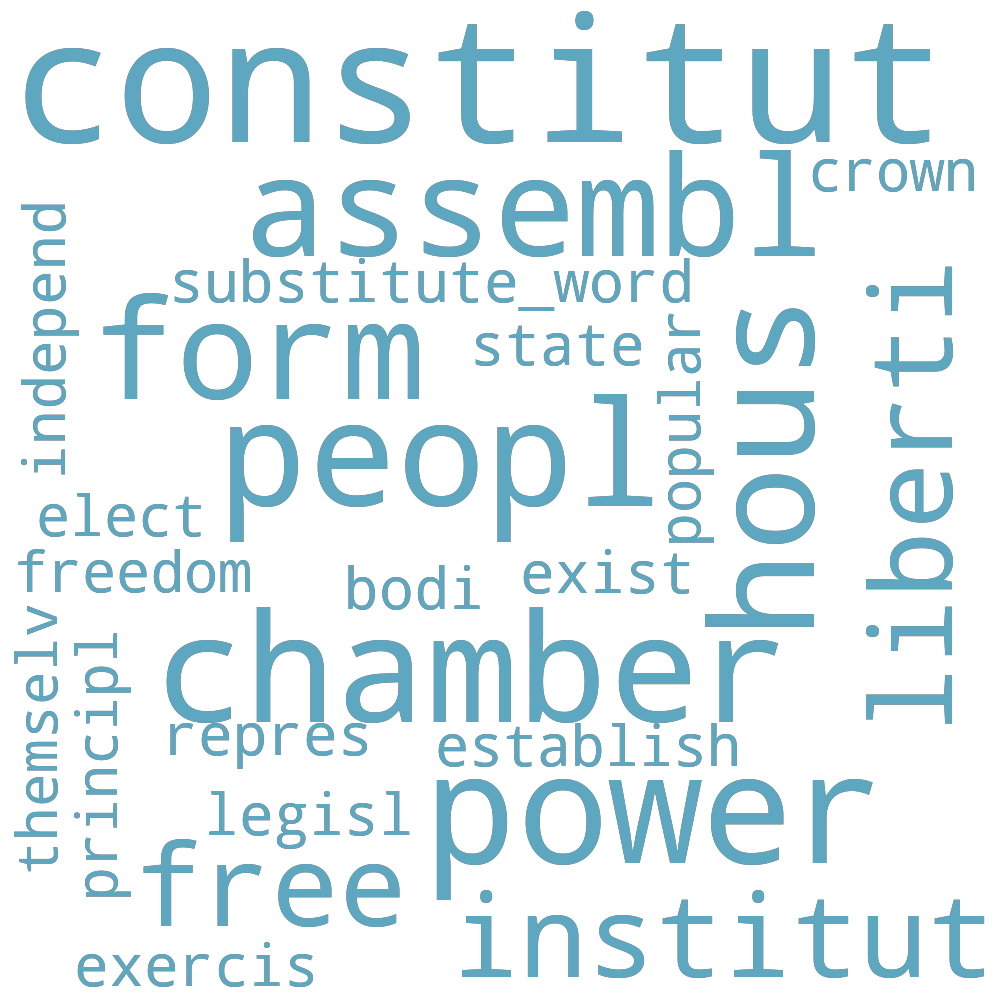 constitut
assembl
crown
independ
substitute_word
form
state
popular
hous
liberti
peopl
elect
freedom
bodi
exist
themselv
principl
chamber
repres
establish
legisl
power
free
institut
exercis